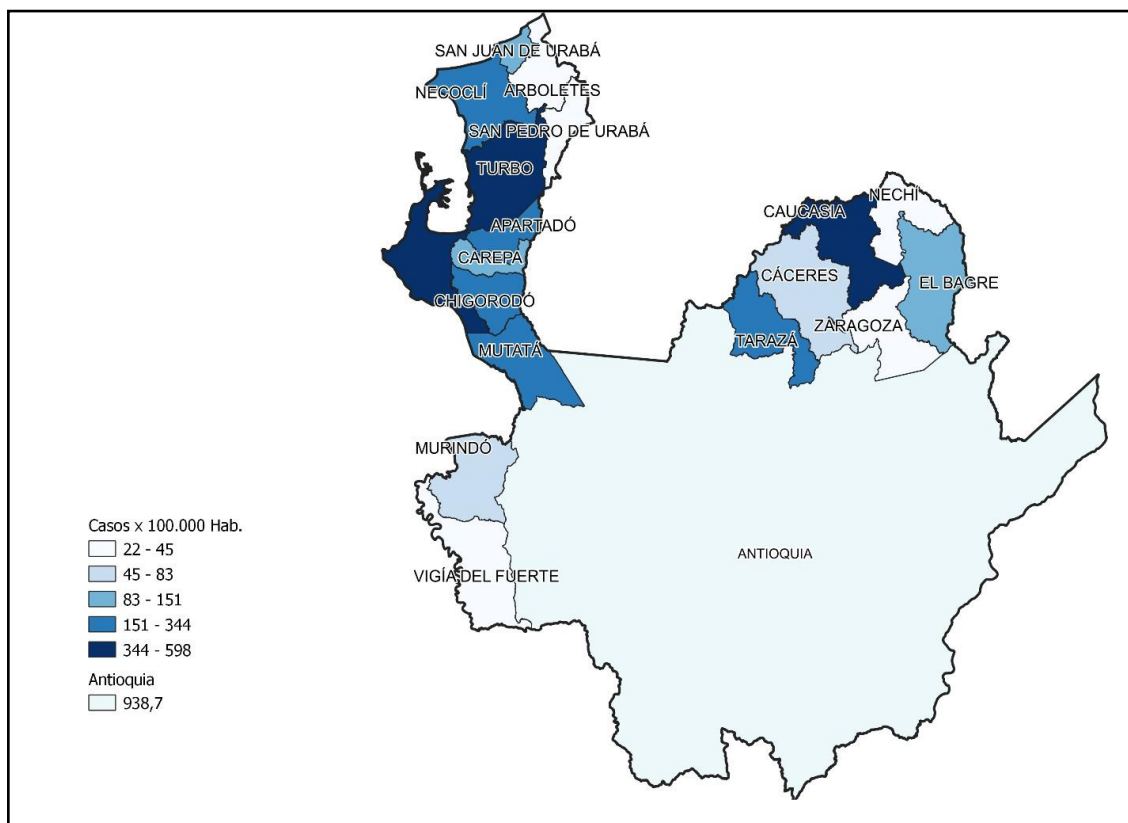 SAN JUAN DE URABÁ
NECOCLÍ
ARBOLETES
SAN PEDRO DE URABÁ
TURBO
NECHÍ
CAUCASIA
APARTADÓ
CAREPA
CÁCERES
EL BAGRE
CHIGORODÓ
ZARAGOZA
TARAZÁ
MUTATÁ
MURINDÓ
Casos x 100.000 Hab.
22 - 45
45 - 83
83 - 151
151 - 344
344 - 598
Antioquia
938,7
ANTIOQUIA
VIGÍA DEL FUERTE